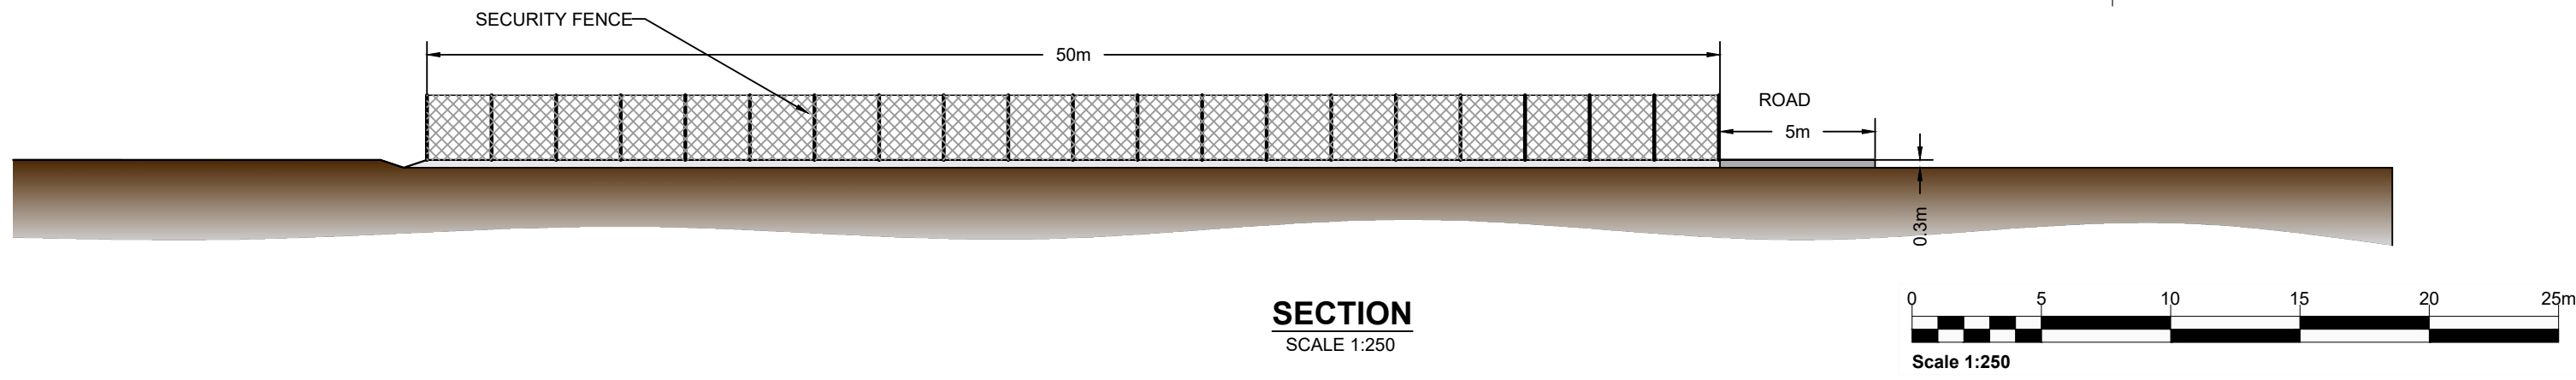 SECURITY FENCE
50m
ROAD
5m
0.3m
SECTION
SCALE 1:250
0 5 10 15 20 25m
Scale 1:250